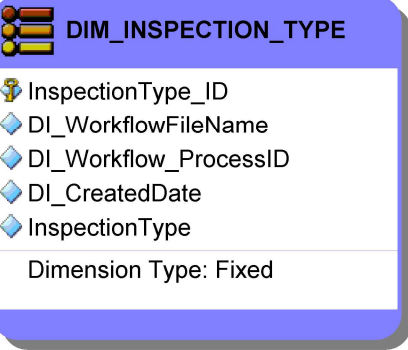 DIM_INSPECTION_TYPE
InspectionType_ID
DI_WorkflowFileName
DI_Workflow_ProcessID
DI_CreatedDate
InspectionType
Dimension Type: Fixed